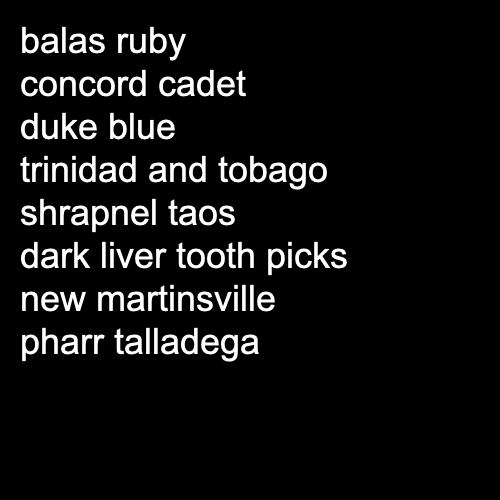 balas ruby
concord cadet
duke blue
trinidad and tobago
shrapnel taos
dark liver tooth picks
new martinsville
pharr talladega